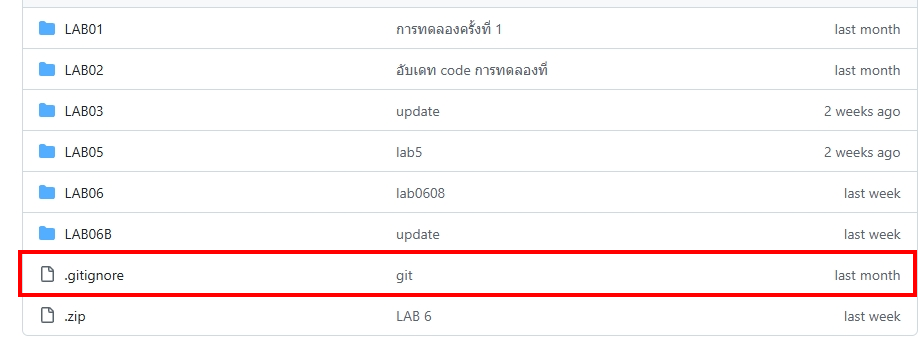 LAB01 การทดลองครั้งที่ 1 last month
LAB02 อัปเดท code การทดลองที่ last month
LAB03 update 2 weeks ago
LAB05 lab5 2 weeks ago
LAB06 lab0608 last week
LAB06B update last week
.gitignore git last month
.zip LAB 6 last week